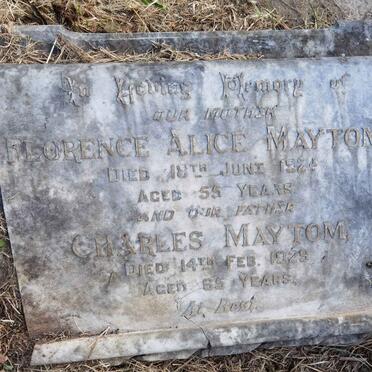 In Loving Memory of
OUR MOTHER
FLORENCE ALICE MAYTOM
DIED 18TH JUNE
AGED 55 YEARS
AND OUR FATHER
CHARLES MAYTOM,
DIED 14TH FEB. 1929
AGED 65 YEARS.
At Rest.